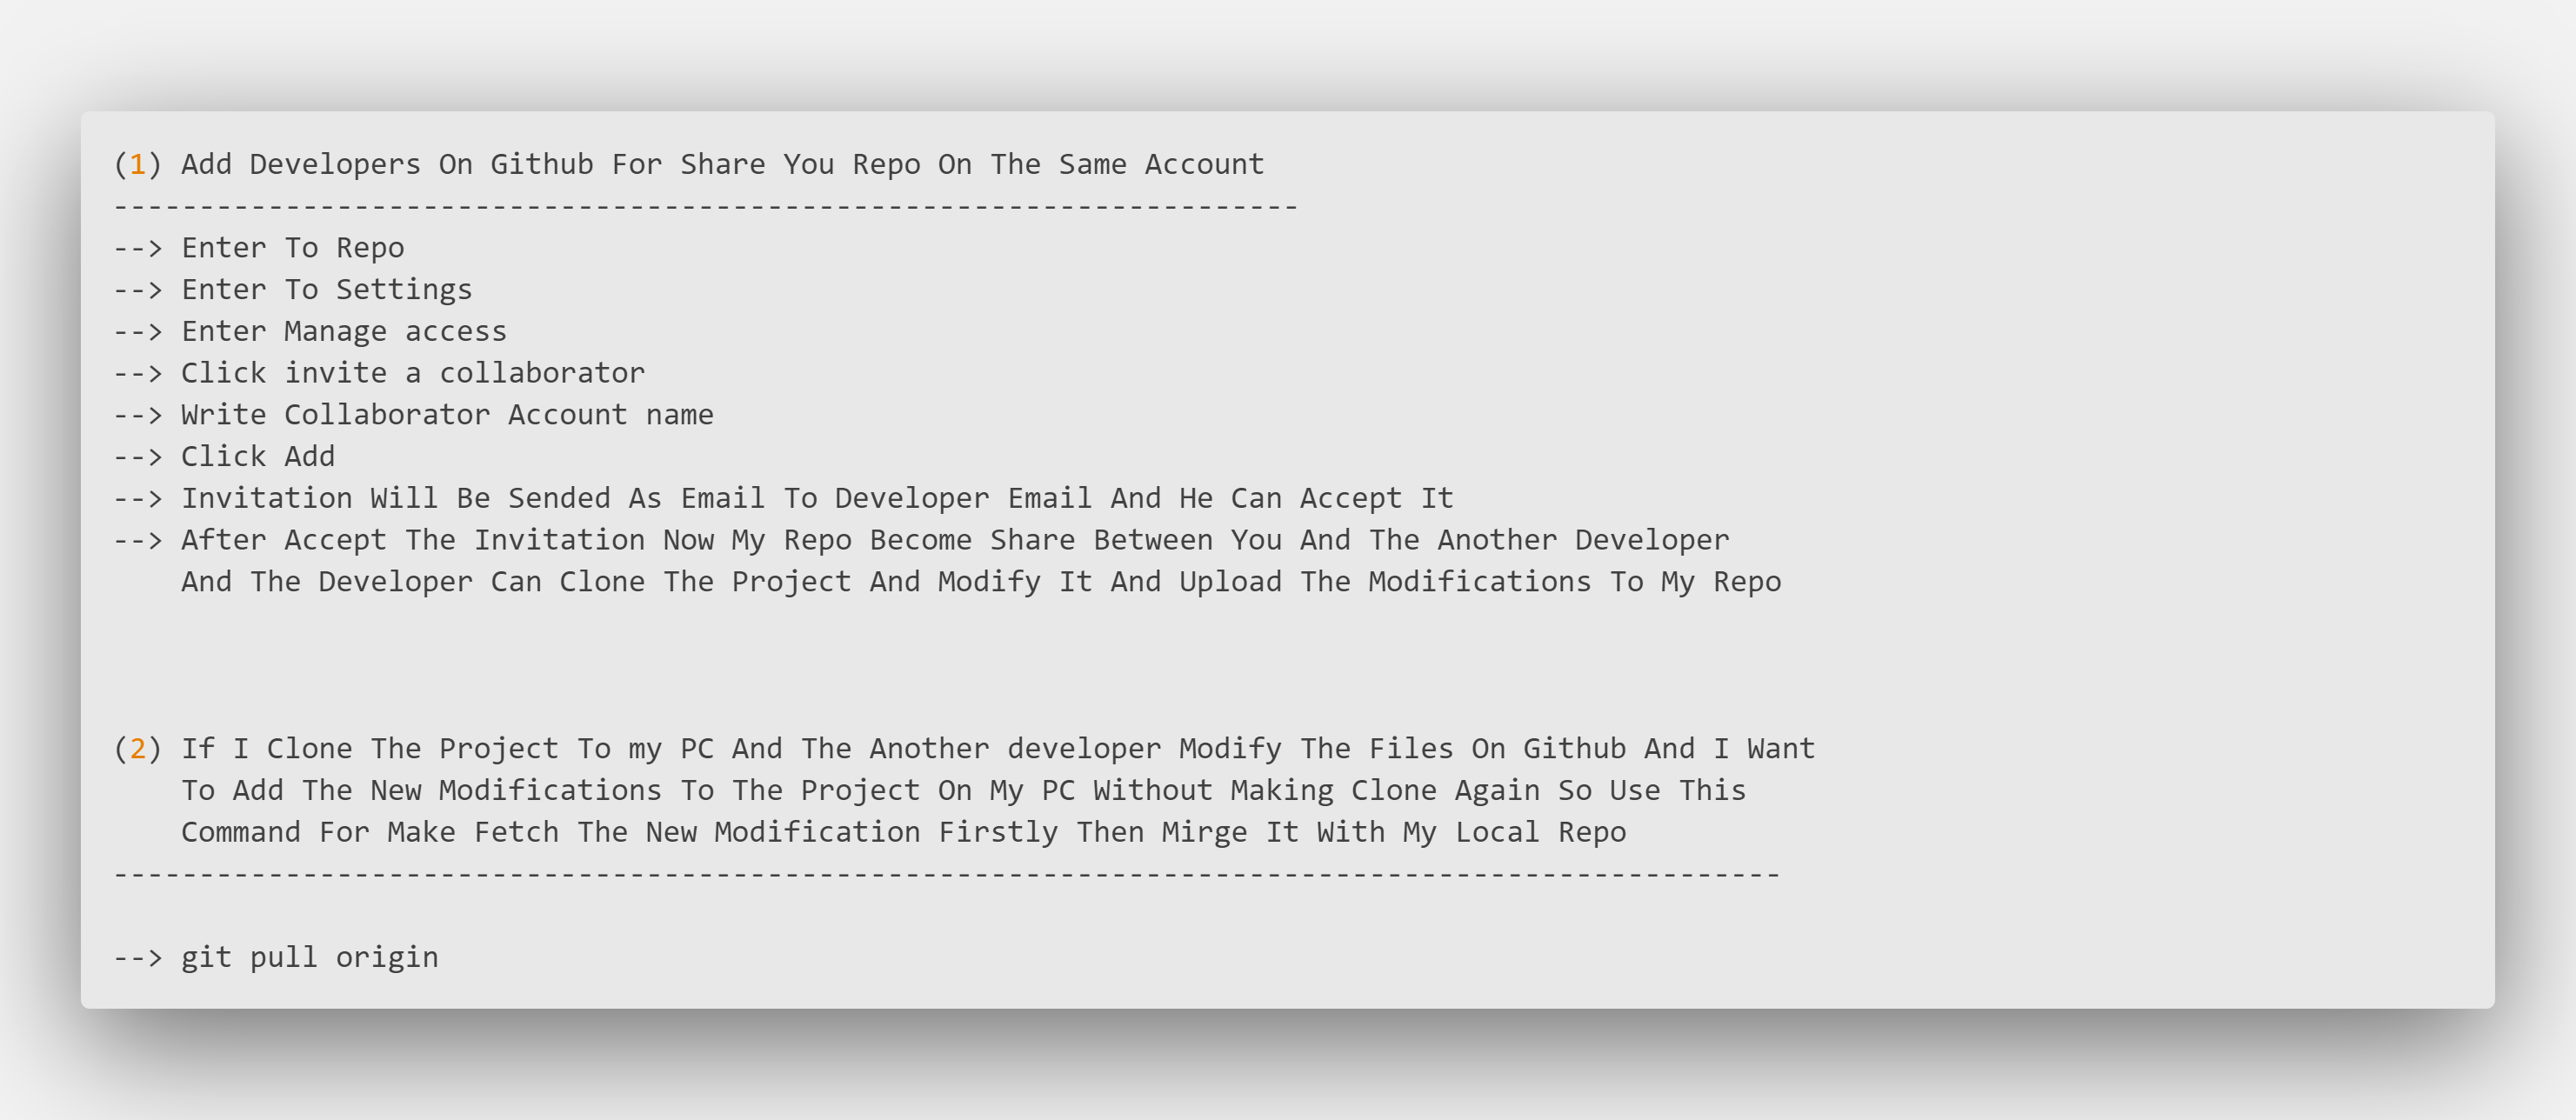 (1) Add Developers On Github For Share You Repo On The Same Account
---------------------------------------------------------------------
--> Enter To Repo
--> Enter To Settings
--> Enter Manage access
--> Click invite a collaborator
--> Write Collaborator Account name
--> Click Add
--> Invitation Will Be Sended As Email To Developer Email And He Can Accept It
--> After Accept The Invitation Now My Repo Become Share Between You And The Another Developer
And The Developer Can Clone The Project And Modify It And Upload The Modifications To My Repo
(2) If I Clone The Project To my PC And The Another developer Modify The Files On Github And I Want
To Add The New Modifications To The Project On My PC Without Making Clone Again So Use This
Command For Make Fetch The New Modification Firstly Then Mirge It With My Local Repo
-------------------------------------------------------------------------------------------------
--> git pull origin